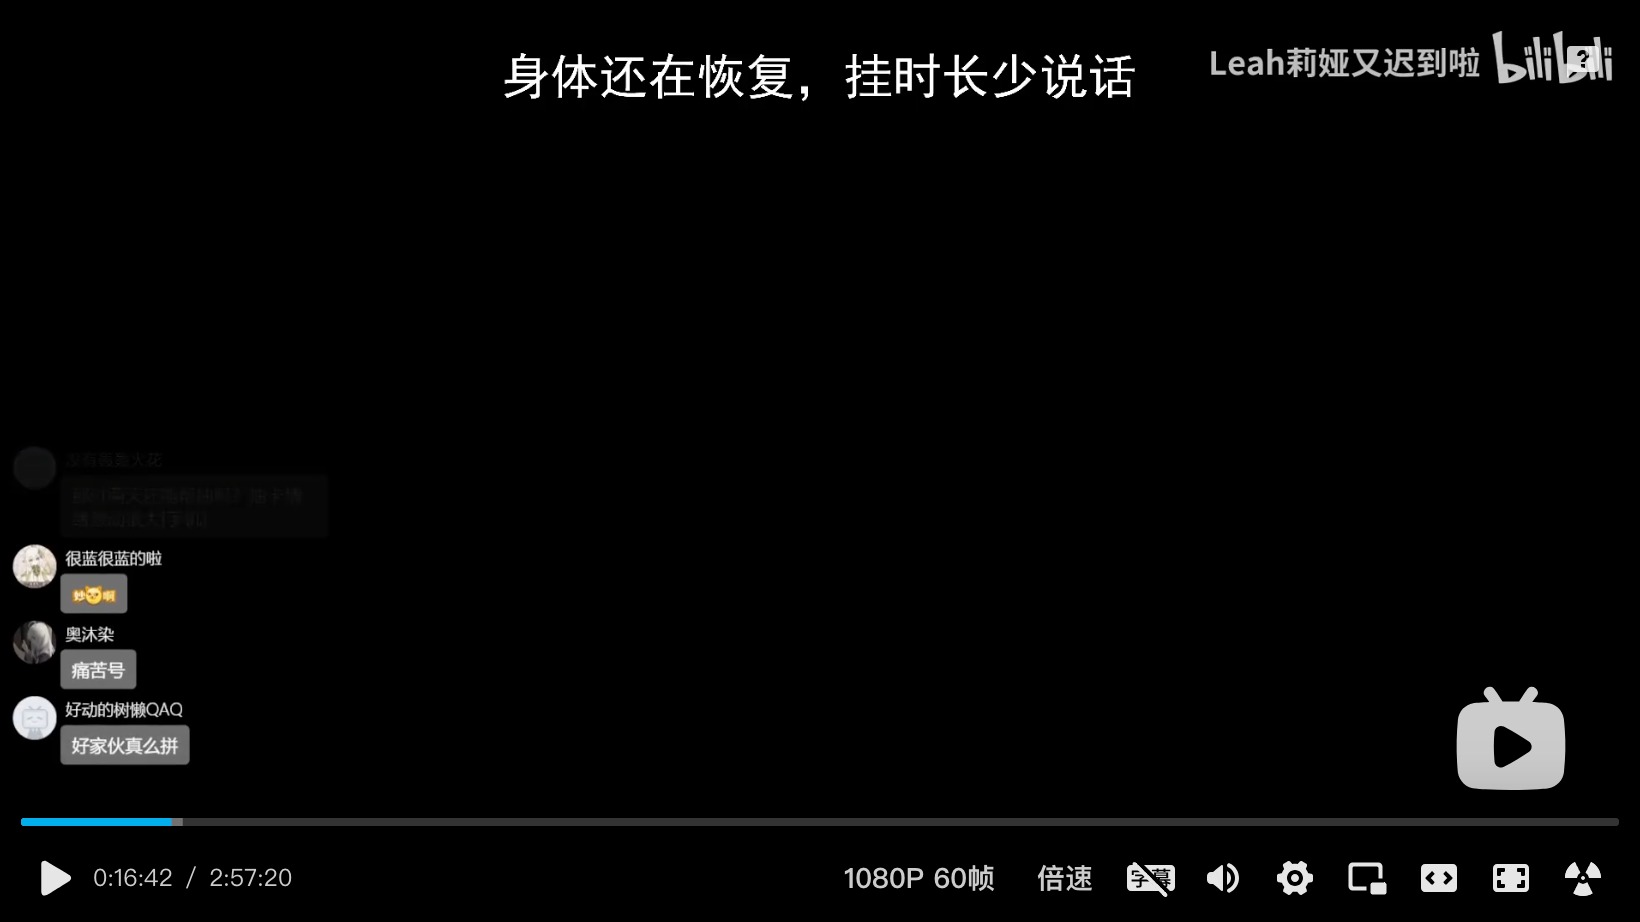 身体还在恢复，挂时长少说话
Leah莉娅又迟到啦 bilibili
很蓝很蓝的啦
妙啊
奥沐染
痛苦号
好动的树懒QAQ
好家伙真么拼
0:16:42 / 2:57:20
1080P 60帧
倍速
字幕